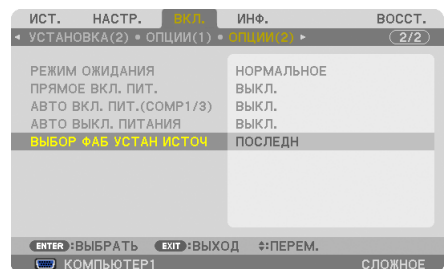 ИСТ. НАСТР. ВКЛ. ИНФ. ВОССТ.
◄ УСТАНОВКА(2) • ОПЦИИ(1) • ОПЦИИ(2) ► 2/2
РЕЖИМ ОЖИДАНИЯ НОРМАЛЬНОЕ
ПРЯМОЕ ВКЛ. ПИТ. ВЫКЛ.
АВТО ВКЛ. ПИТ.(COMP1/3) ВЫКЛ.
АВТО ВЫКЛ. ПИТАНИЯ ВЫКЛ.
ВЫБОР ФАБ УСТАН ИСТОЧ ПОСЛЕДН
ENTER :ВЫБРАТЬ EXIT :ВЫХОД ♦:ПЕРЕМ.
КОМПЬЮТЕР1 СЛОЖНОЕ